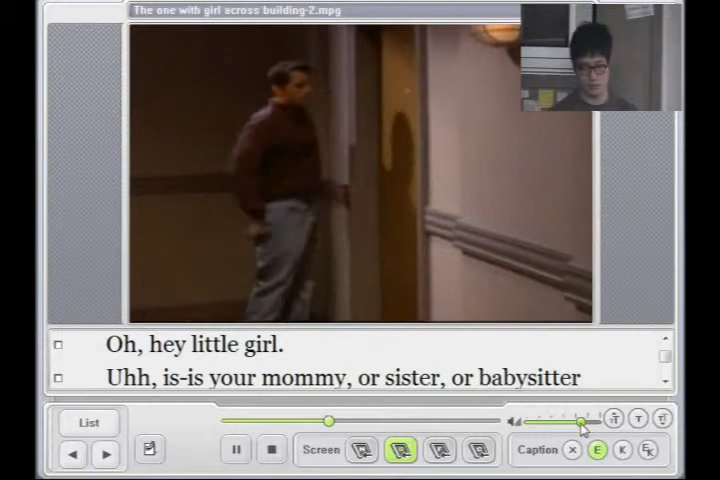 The one with girl across building-2.mpg
Oh, hey little girl.
Uhh, is-is your mommy, or sister, or babysitter
List
Screen
Caption
X
E
K
EK
T
T
T